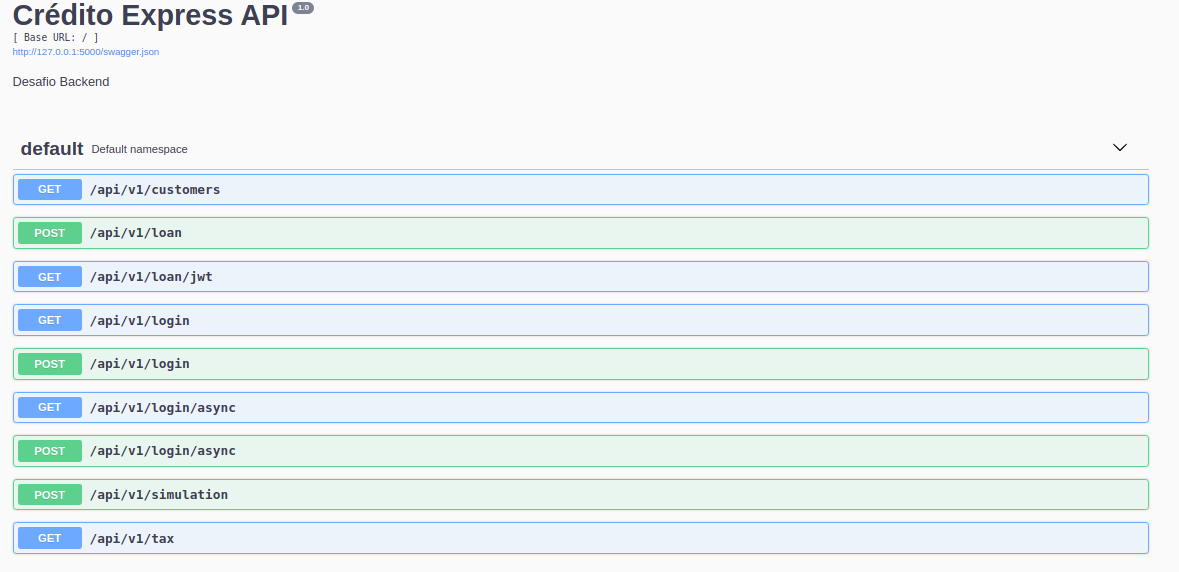 Crédito Express API 1.0
[ Base URL: / ]
http://127.0.0.1:5000/swagger.json
Desafio Backend
default Default namespace
GET /api/v1/customers
POST /api/v1/loan
GET /api/v1/loan/jwt
GET /api/v1/login
POST /api/v1/login
GET /api/v1/login/async
POST /api/v1/login/async
POST /api/v1/simulation
GET /api/v1/tax